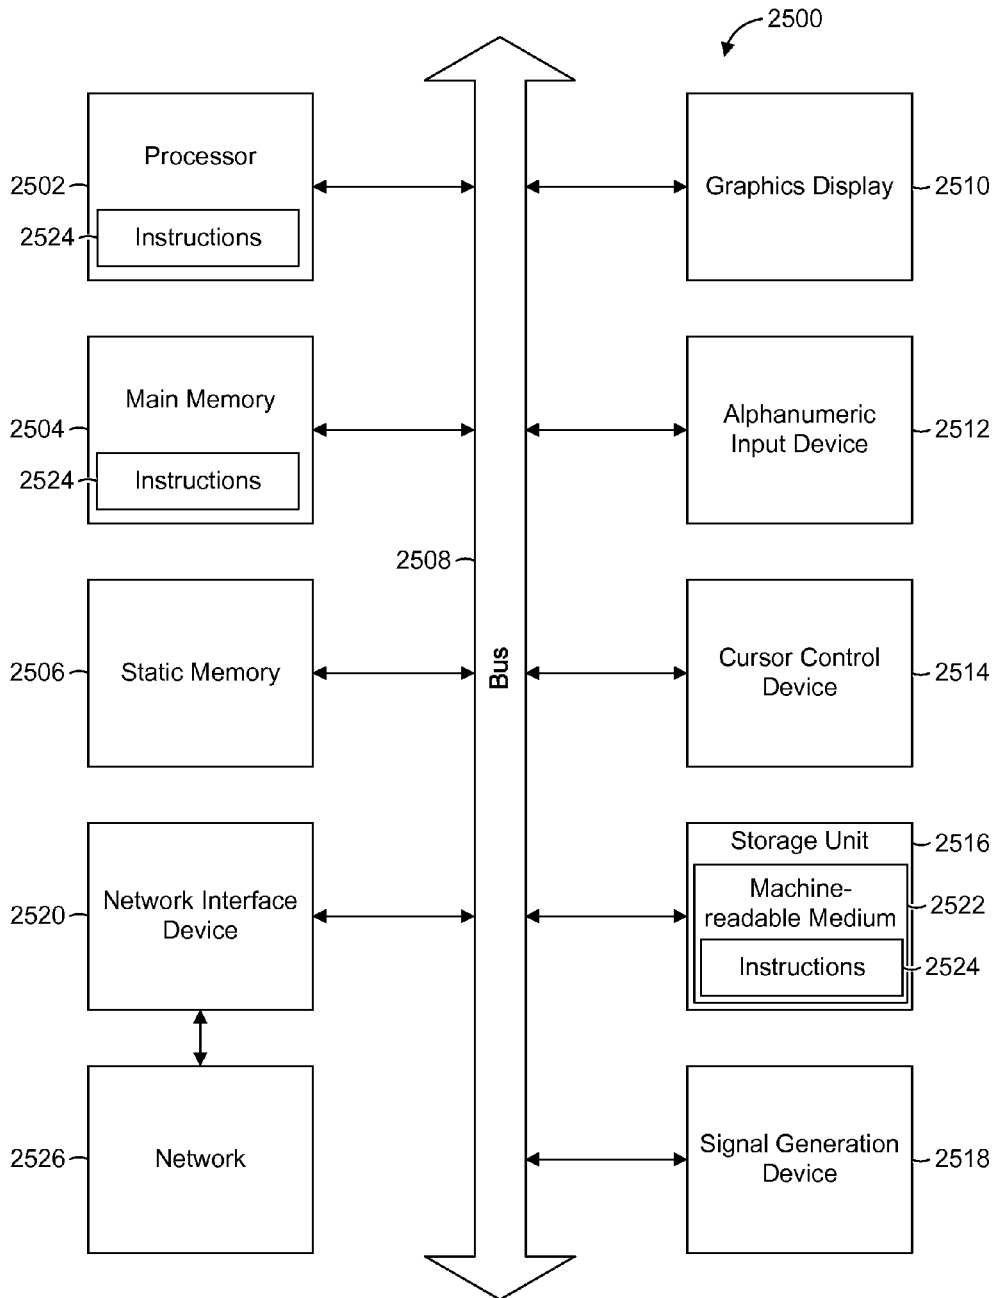 2500
Processor
2502
2524
Instructions
Graphics Display
2510
Main Memory
2504
2524
Instructions
Alphanumeric
Input Device
2512
2508
Bus
Static Memory
2506
Cursor Control
Device
2514
Network Interface
Device
2520
Storage Unit
2516
Machine-
readable Medium
2522
Instructions
2524
Network
2526
Signal Generation
Device
2518